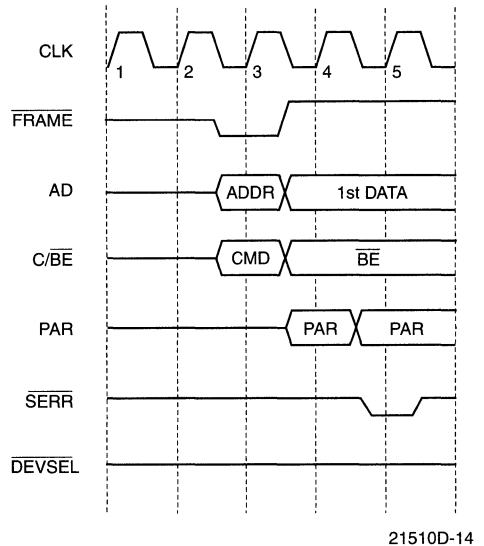 CLK
1 2 3 4 5
FRAME
AD ADDR 1st DATA
C/BE CMD BE
PAR PAR PAR
SERR
DEVSEL
21510D-14